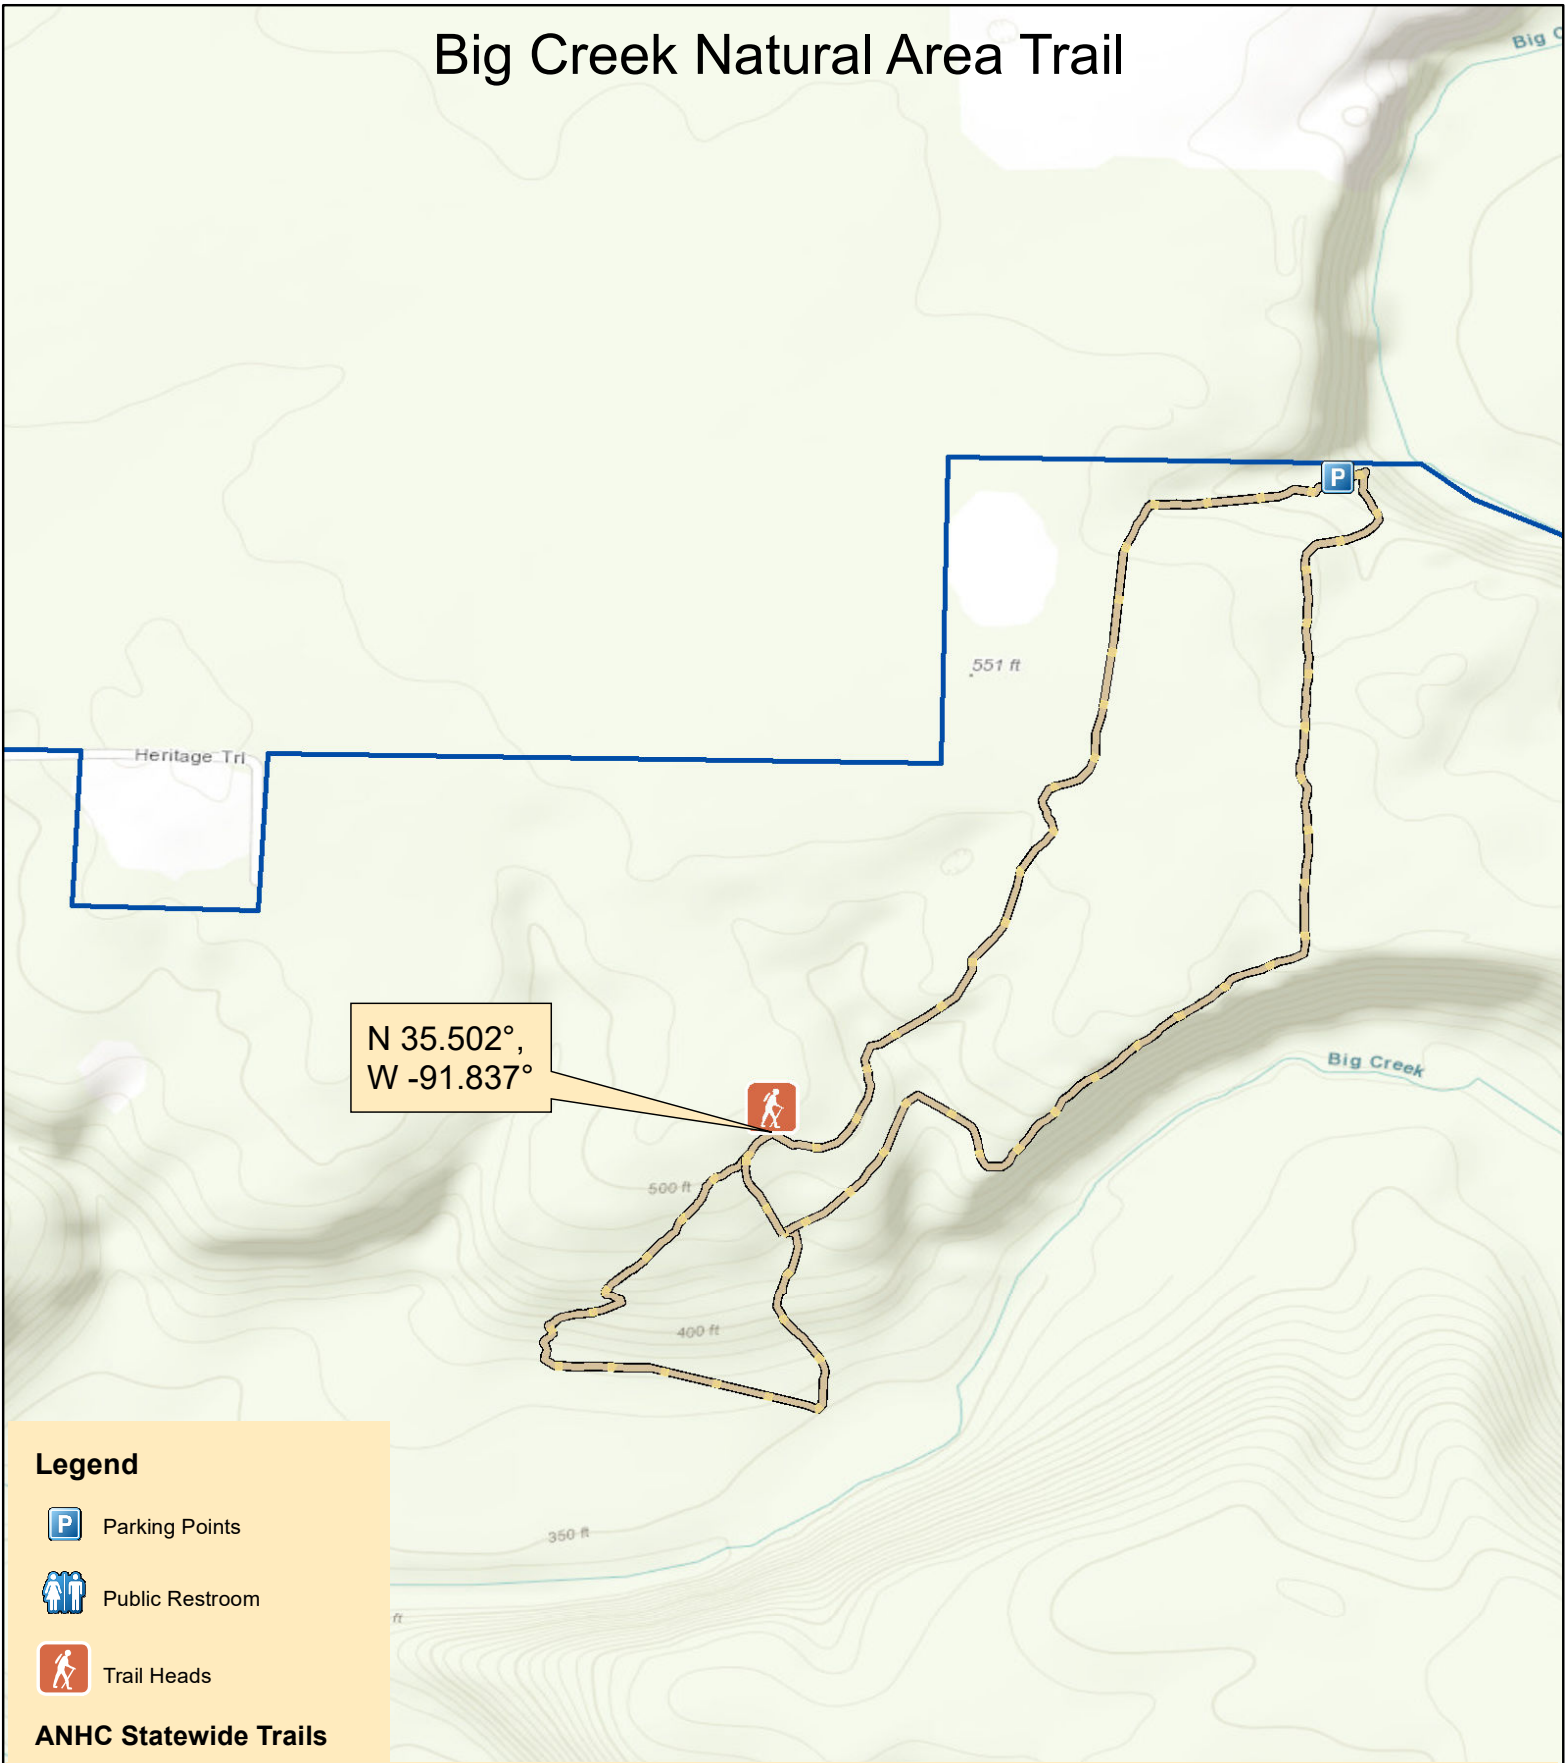 Big Creek Natural Area Trail
Big C
551 ft
Heritage Trl
N 35.502°,
W -91.837°
Big Creek
500 ft
400 ft
350 ft
ft
Legend
P
Parking Points
Public Restroom
Trail Heads
ANHC Statewide Trails
P